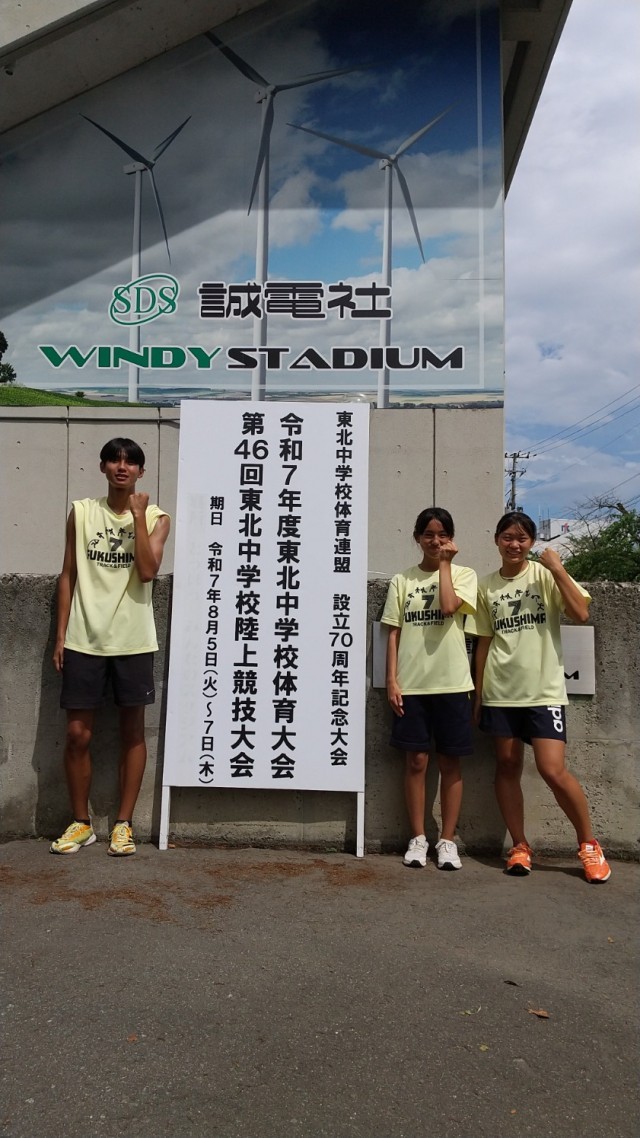 SDS 誠電社
WINDY STADIUM
東北中学校体育連盟 設立70周年記念大会
令和7年度東北中学校体育大会
第46回東北中学校陸上競技大会
期日 令和7年8月5日(火)～7日(木)
7
FUKUSHIMA
TRACK&FIELD
7
FUKUSHIMA
TRACK&FIELD
7
FUKUSHIMA
TRACK&FIELD